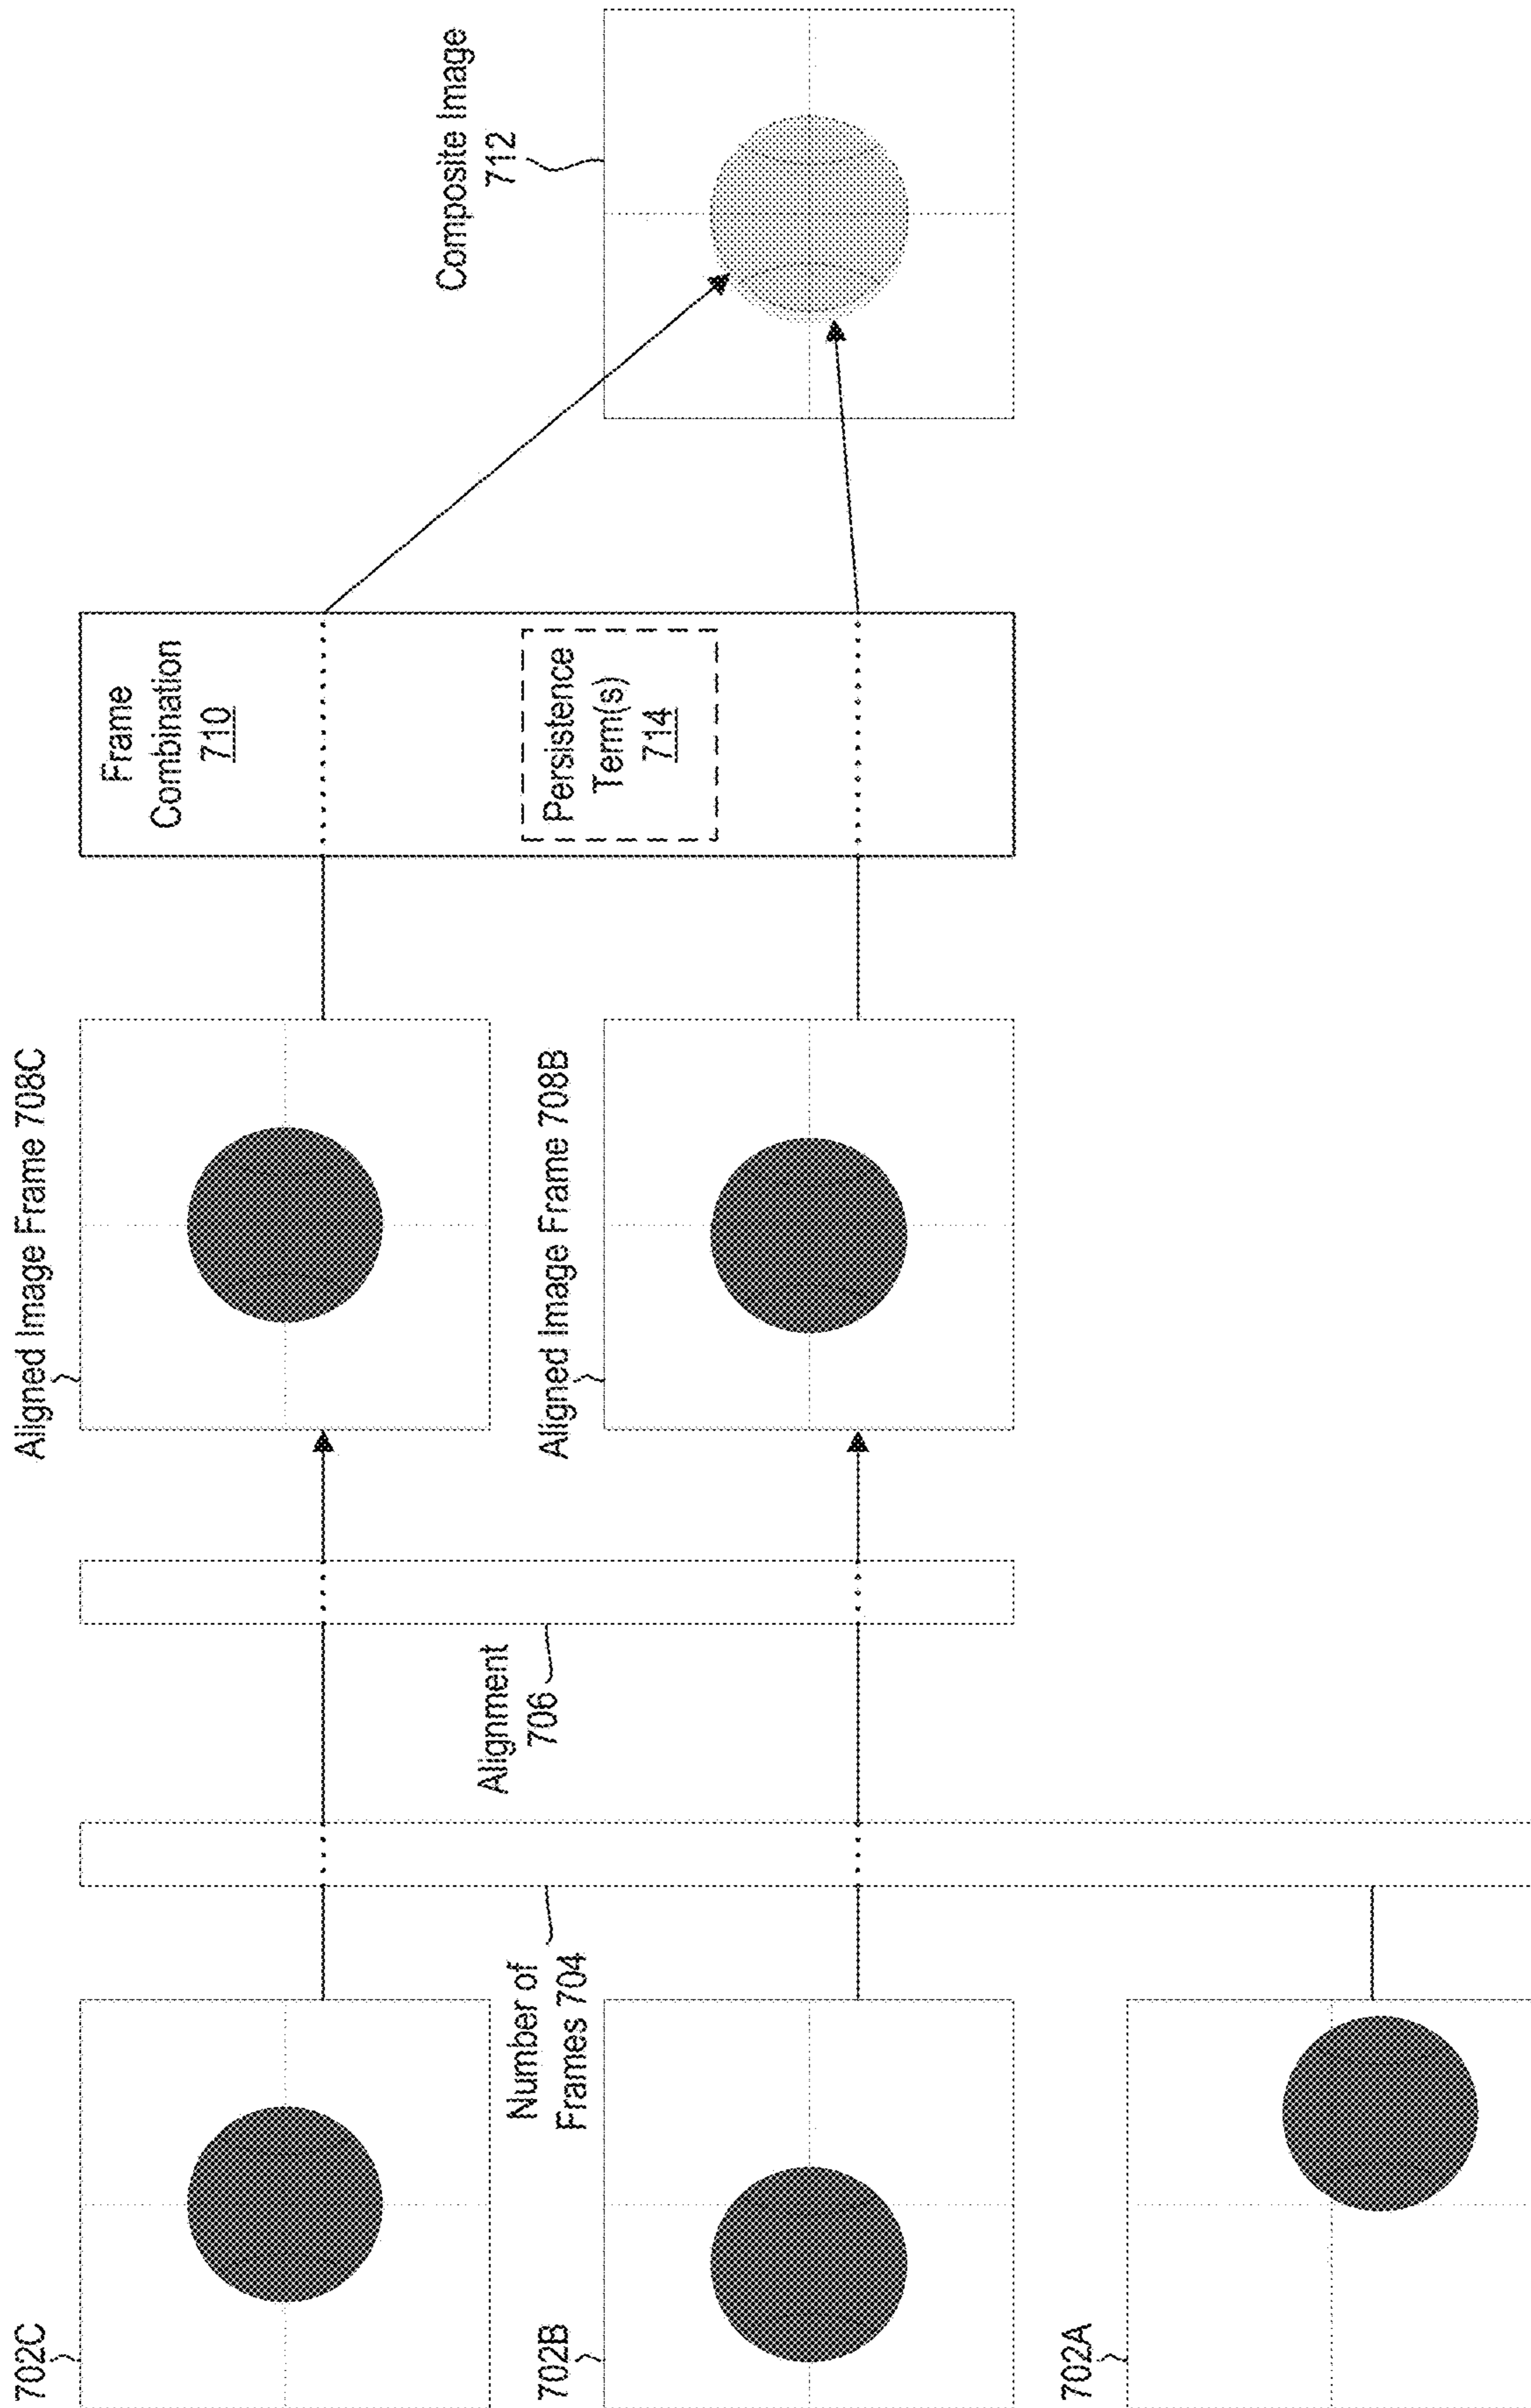 702C
702B
702A
Number of
Frames 704
Alignment
706
Aligned Image Frame 708C
Aligned Image Frame 708B
Frame
Combination
710
Persistence
Term(s)
714
Composite Image
712